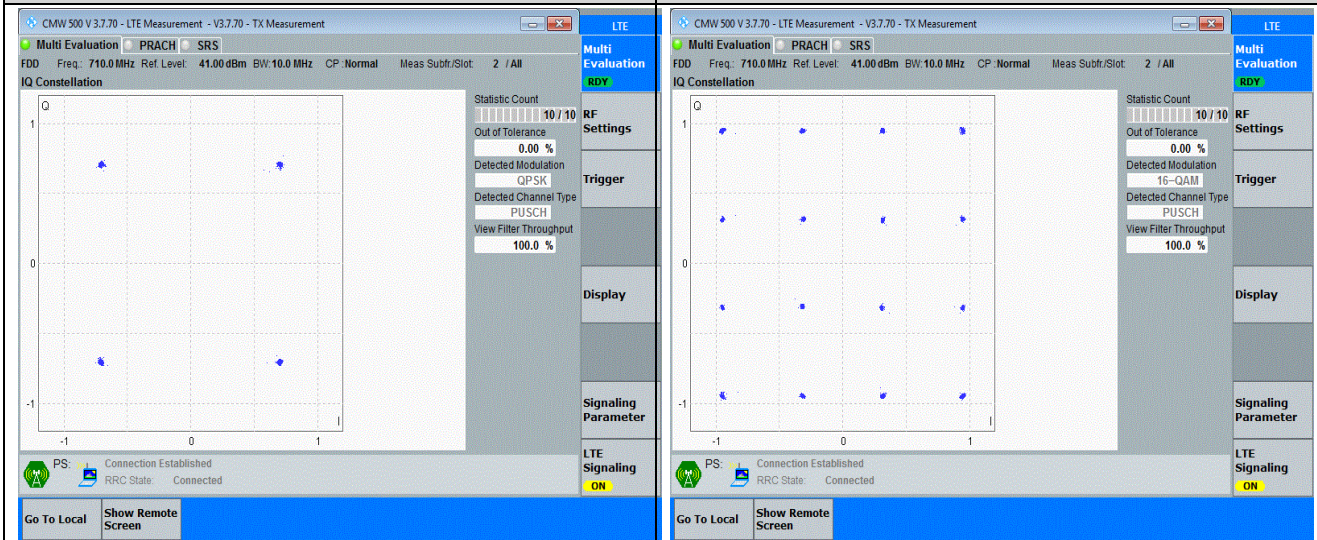 CMW 500 V 3.7.70 - LTE Measurement - V3.7.70 - TX Measurement
LTE
Multi Evaluation PRACH SRS
Multi Evaluation
RDY
FDD Freq.: 710.0 MHz Ref. Level: 41.00 dBm BW: 10.0 MHz CP :Normal Meas Subfr./Slot: 2 / All
IQ Constellation
Q
1
0
-1
-1 0 1
I
Statistic Count
10 / 10
Out of Tolerance
0.00 %
Detected Modulation
QPSK
Detected Channel Type
PUSCH
View Filter Throughput
100.0 %
RF Settings
Trigger
Display
Signaling Parameter
LTE Signaling
ON
PS: Connection Established
RRC State: Connected
Go To Local
Show Remote Screen
CMW 500 V 3.7.70 - LTE Measurement - V3.7.70 - TX Measurement
LTE
Multi Evaluation PRACH SRS
Multi Evaluation
RDY
FDD Freq.: 710.0 MHz Ref. Level: 41.00 dBm BW: 10.0 MHz CP :Normal Meas Subfr./Slot: 2 / All
IQ Constellation
Q
1
0
-1
-1 0 1
I
Statistic Count
10 / 10
Out of Tolerance
0.00 %
Detected Modulation
16-QAM
Detected Channel Type
PUSCH
View Filter Throughput
100.0 %
RF Settings
Trigger
Display
Signaling Parameter
LTE Signaling
ON
PS: Connection Established
RRC State: Connected
Go To Local
Show Remote Screen